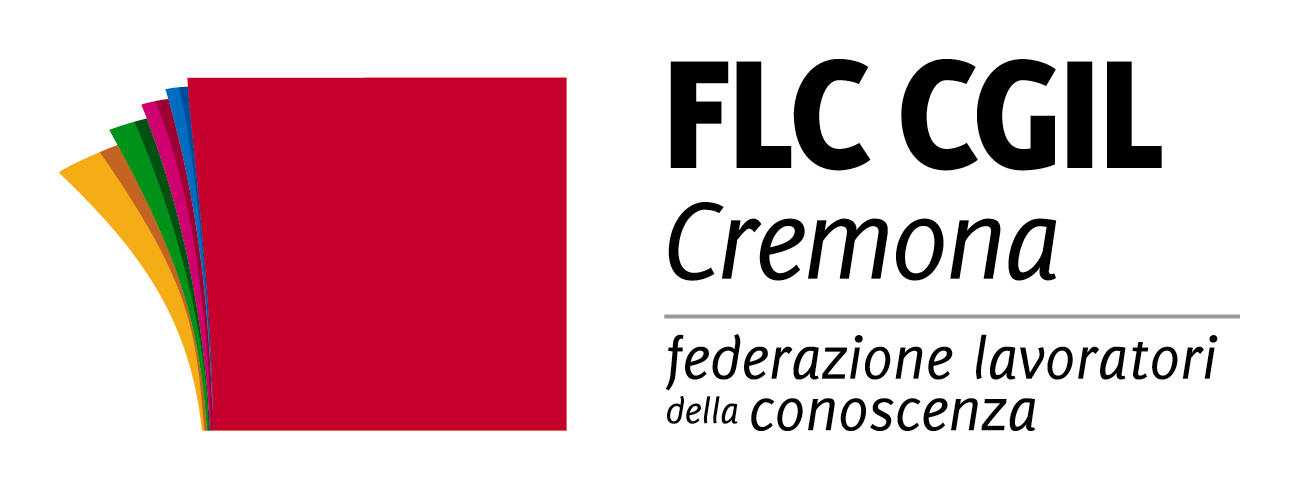 FLC CGIL
Cremona
federazione lavoratori
della conoscenza